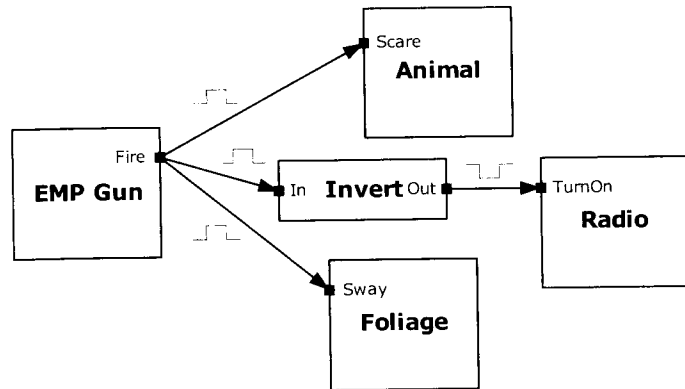 Scare
Animal
Fire
EMP Gun
In
Invert
Out
TurnOn
Radio
Sway
Foliage